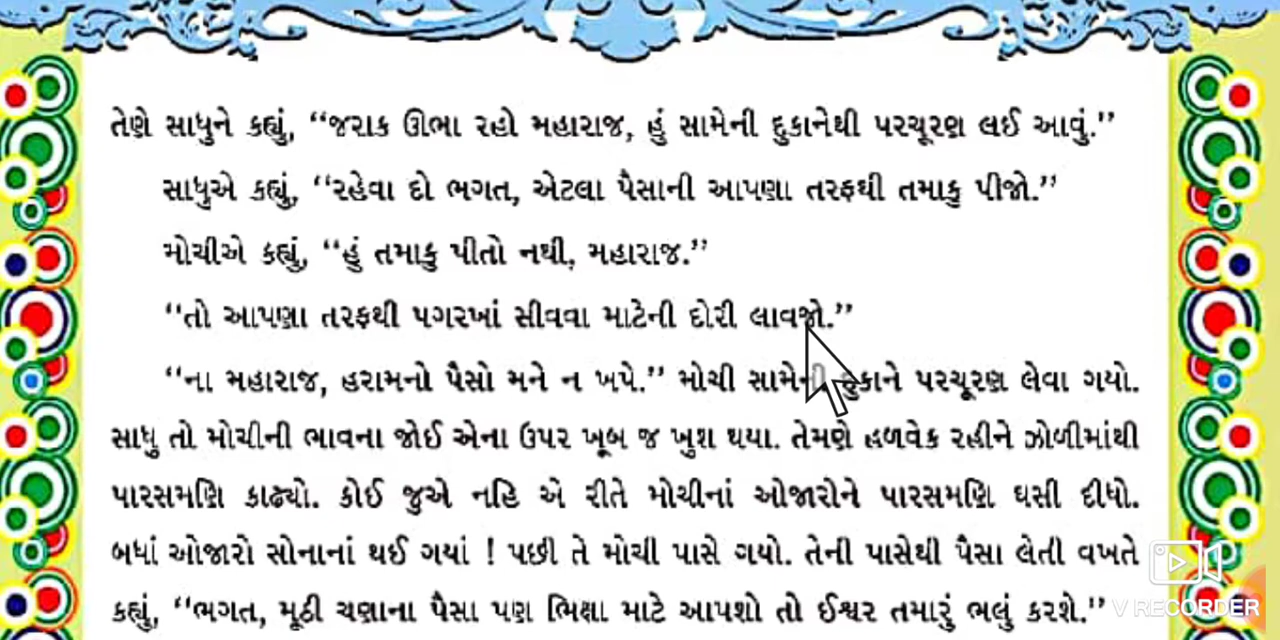 તેણે સાધુને કહ્યું, “જરાક ઊભા રહો મહારાજ, હું સામેની દુકાનેથી પરચૂરણ લઈ આવું.”
સાધુએ કહ્યું, “રહેવા દો ભગત, એટલા પૈસાની આપણા તરફથી તમાકુ પીજો.”
મોચીએ કહ્યું, “હું તમાકુ પીતો નથી, મહારાજ.”
“તો આપણા તરફથી પગરખાં સીવવા માટેની દોરી લાવજો.”
“ના મહારાજ, હરામનો પૈસો મને ન ખપે.” મોચી સામેની દુકાને પરચૂરણ લેવા ગયો.
સાધુ તો મોચીની ભાવના જોઈ એના ઉપર ખૂબ જ ખુશ થયા. તેમણે હળવેક રહીને ઝોળીમાંથી
પારસમણિ કાઢ્યો. કોઈ જુએ નહિ એ રીતે મોચીનાં ઓજારોને પારસમણિ ઘસી દીધો.
બધાં ઓજારો સોનાનાં થઈ ગયાં ! પછી તે મોચી પાસે ગયો. તેની પાસેથી પૈસા લેતી વખતે
કહ્યું, “ભગત, મૂઠી ચણાના પૈસા પણ ભિક્ષા માટે આપશો તો ઈશ્વર તમારું ભલું કરશે.”
V RECORDER